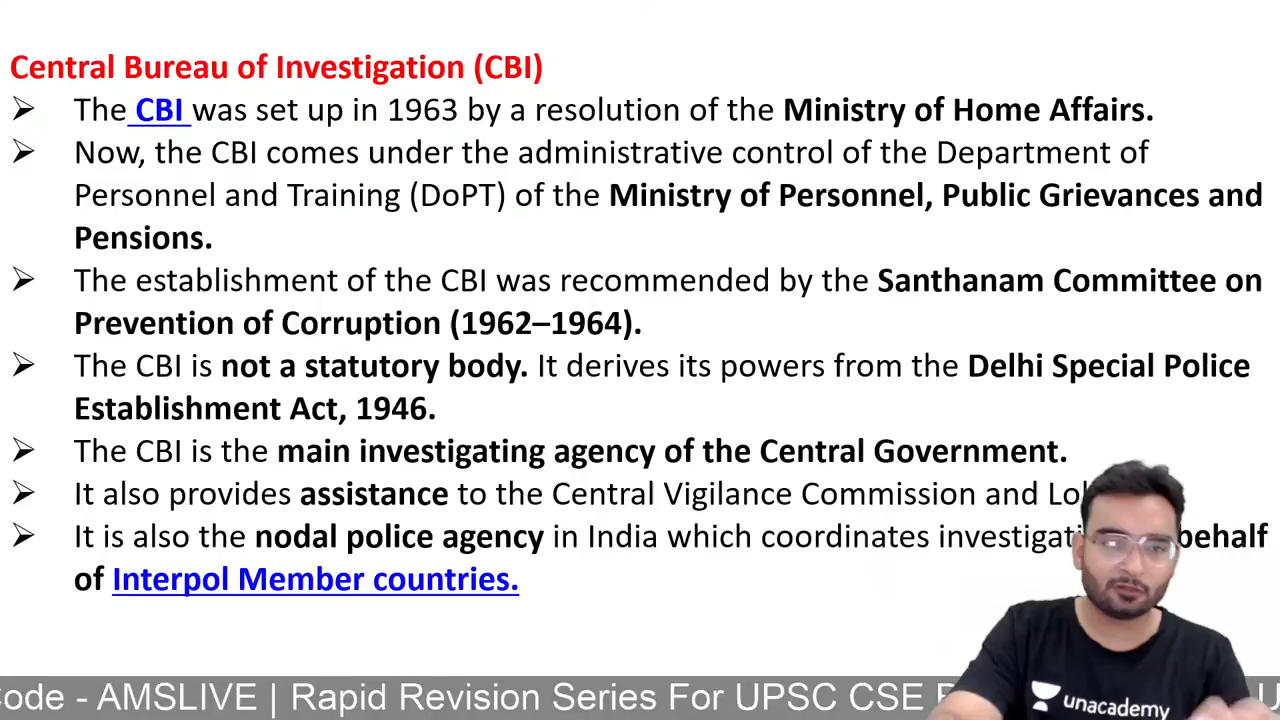 Central Bureau of Investigation (CBI)
➢ The CBI was set up in 1963 by a resolution of the Ministry of Home Affairs.
➢ Now, the CBI comes under the administrative control of the Department of
Personnel and Training (DoPT) of the Ministry of Personnel, Public Grievances and
Pensions.
➢ The establishment of the CBI was recommended by the Santhanam Committee on
Prevention of Corruption (1962–1964).
➢ The CBI is not a statutory body. It derives its powers from the Delhi Special Police
Establishment Act, 1946.
➢ The CBI is the main investigating agency of the Central Government.
➢ It also provides assistance to the Central Vigilance Commission and
➢ It is also the nodal police agency in India which coordinates behalf
of Interpol Member countries.
Code - AMSLIVE | Rapid Revision Series For UPSC CSE
unacademy